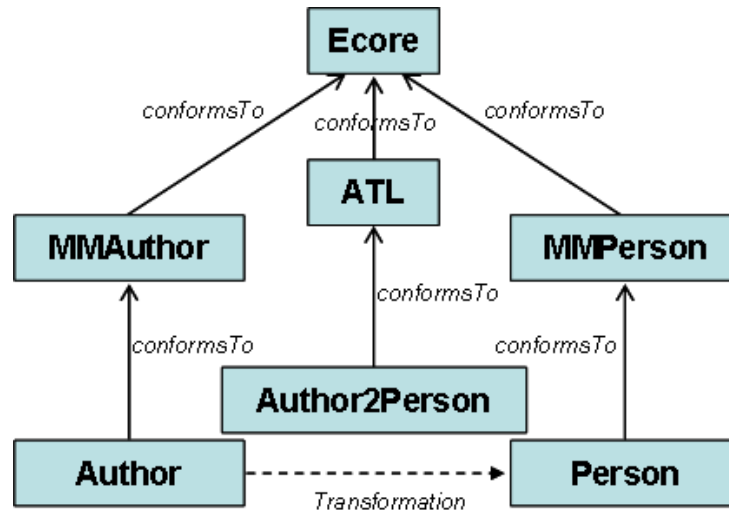 Ecore
conformsTo
conformsTo
conformsTo
ATL
MMAuthor
MMPerson
conformsTo
conformsTo
conformsTo
Author2Person
Author
Person
Transformation